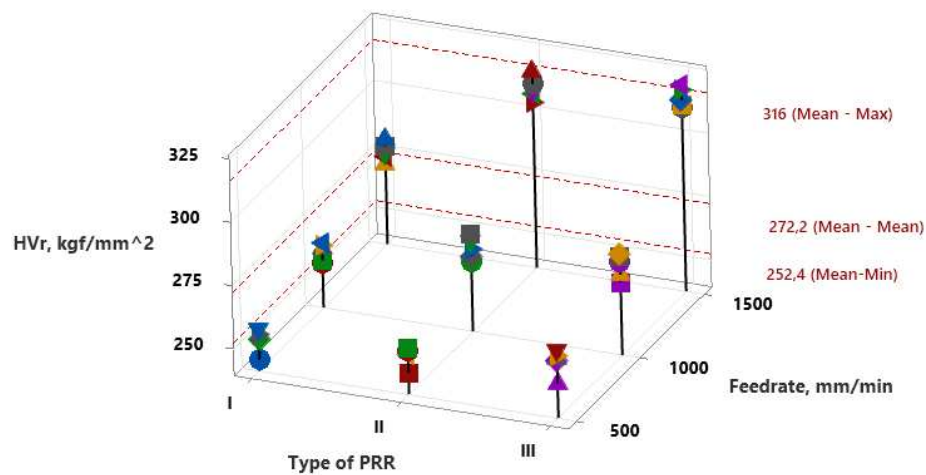 325
316 (Mean - Max)
300
HVr, kgf/mm^2
272,2 (Mean - Mean)
275
252,4 (Mean-Min)
1500
250
1000
Feedrate, mm/min
I
II
500
III
Type of PRR